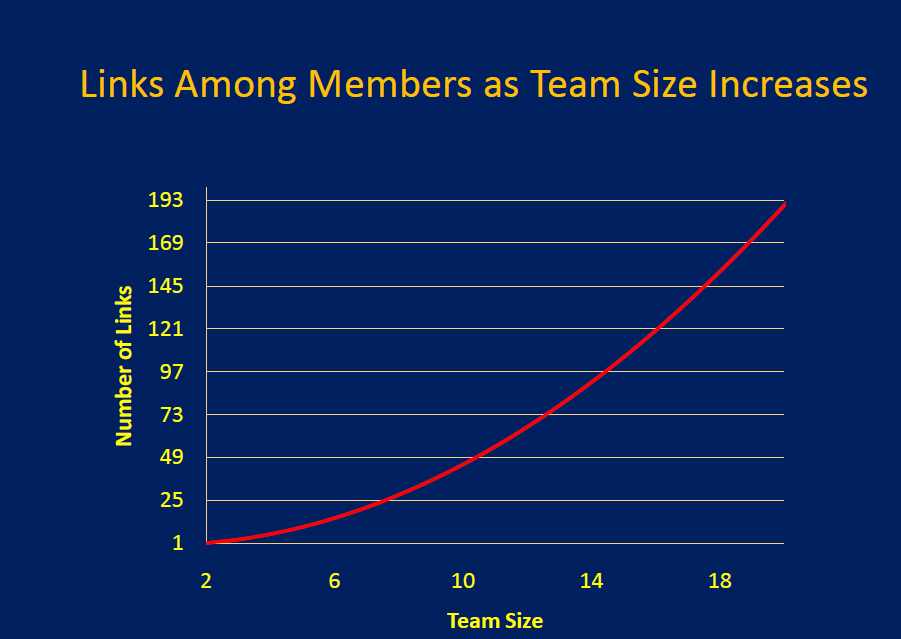 Links Among Members as Team Size Increases
193
169
145
121
97
73
49
25
1
Number of Links
2 6 10 14 18
Team Size